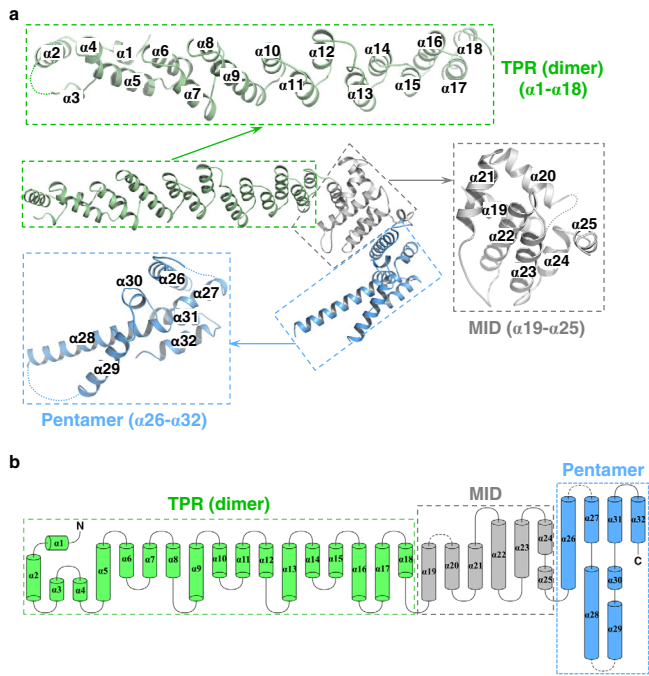 a
α2 α4 α1 α6 α8 α10 α12 α14 α16 α18
α3 α5 α7 α9 α11 α13 α15 α17
TPR (dimer)
(α1-α18)
α21 α20
α19 α25
α22 α24
α23
MID (α19-α25)
α30 α26
α27
α31
α28 α32
α29
Pentamer (α26-α32)
b
TPR (dimer) MID Pentamer
N
α1
α2 α3 α4 α5 α6 α7 α8 α9 α10 α11 α12 α13 α14 α15 α16 α17 α18 α19 α20 α21 α22 α23 α24 α26 α27 α31 α32
C
α25 α30
α28 α29